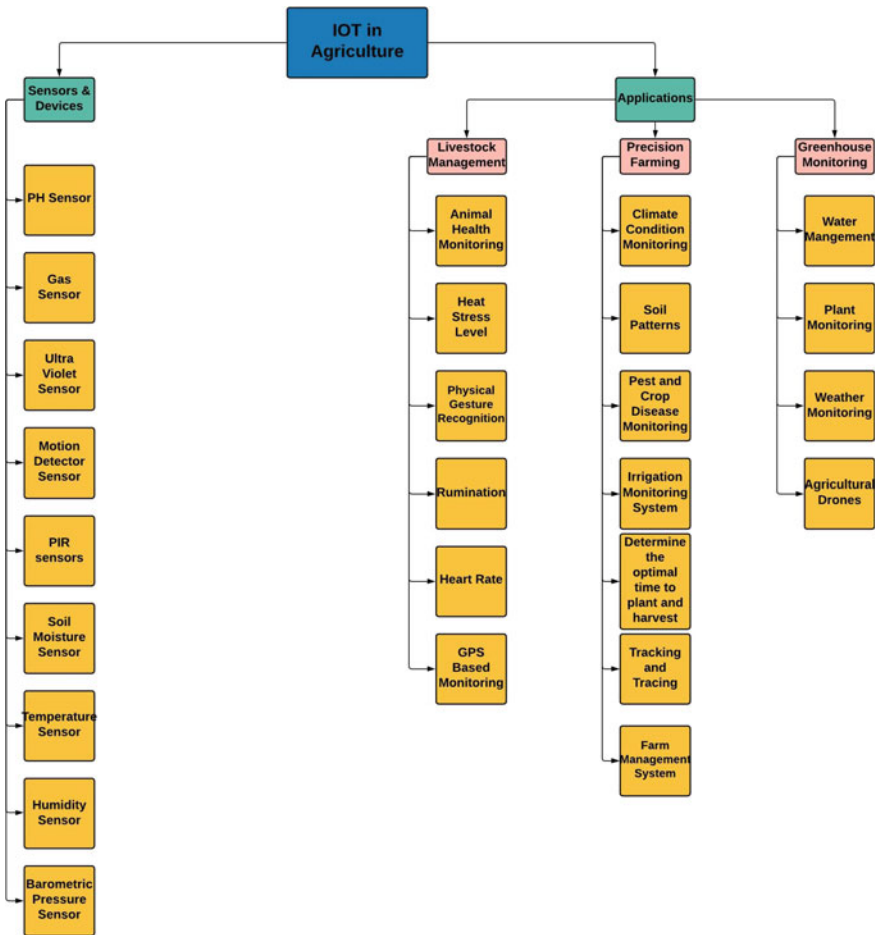 IOT in
Agriculture
Sensors &
Devices
PH Sensor
Gas
Sensor
Ultra
Violet
Sensor
Motion
Detector
Sensor
PIR
sensors
Soil
Moisture
Sensor
Temperature
Sensor
Humidity
Sensor
Barometric
Pressure
Sensor
Applications
Livestock
Management
Animal
Health
Monitoring
Heat
Stress
Level
Physical
Gesture
Recognition
Rumination
Heart Rate
GPS
Based
Monitoring
Precision
Farming
Climate
Condition
Monitoring
Soil
Patterns
Pest and
Crop
Disease
Monitoring
Irrigation
Monitoring
System
Determine
the
optimal
time to
plant and
harvest
Tracking
and
Tracing
Farm
Management
System
Greenhouse
Monitoring
Water
Mangement
Plant
Monitoring
Weather
Monitoring
Agricultural
Drones